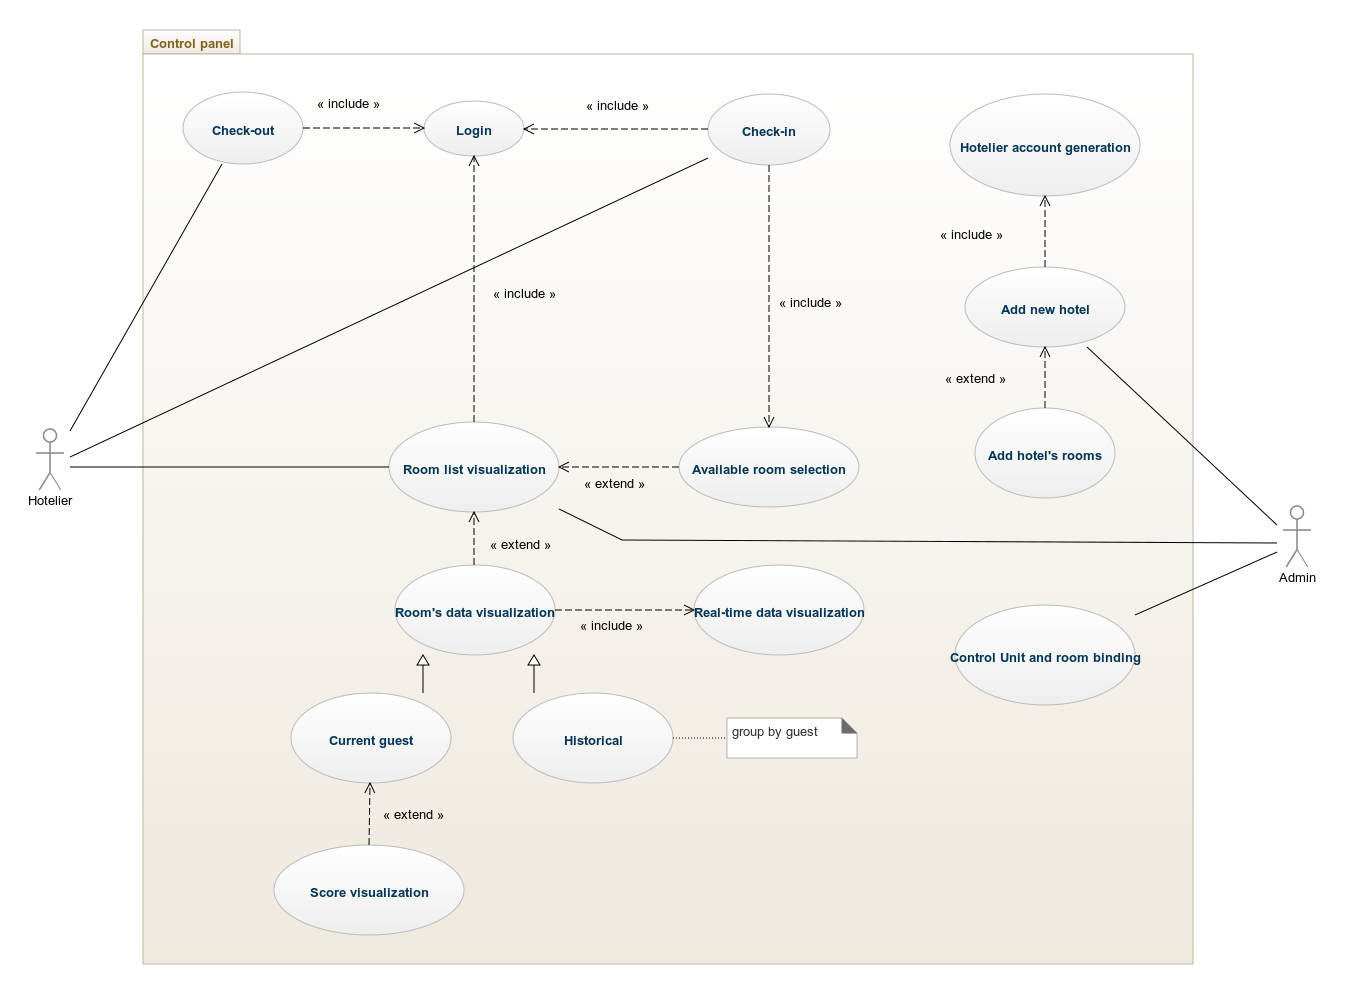 Control panel
« include »
« include »
Check-out
Login
Check-in
Hotelier account generation
« include »
« include »
« include »
Add new hotel
« extend »
Add hotel's rooms
Room list visualization
Available room selection
« extend »
Hotelier
« extend »
Admin
Room's data visualization
Real-time data visualization
« include »
Control Unit and room binding
group by guest
Current guest
Historical
« extend »
Score visualization